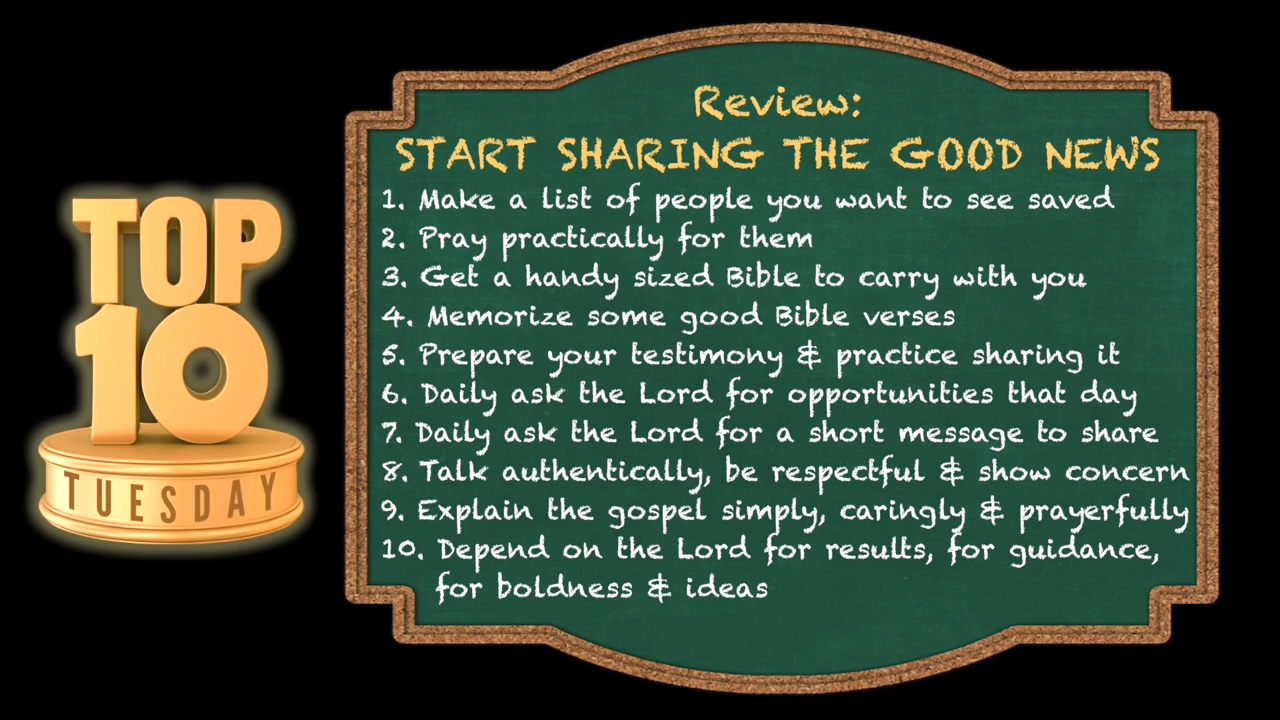 TOP
10
TUESDAY
Review:
START SHARING THE GOOD NEWS
1. Make a list of people you want to see saved
2. Pray practically for them
3. Get a handy sized Bible to carry with you
4. Memorize some good Bible verses
5. Prepare your testimony & practice sharing it
6. Daily ask the Lord for opportunities that day
7. Daily ask the Lord for a short message to share
8. Talk authentically, be respectful & show concern
9. Explain the gospel simply, caringly & prayerfully
10. Depend on the Lord for results, for guidance,
for boldness & ideas